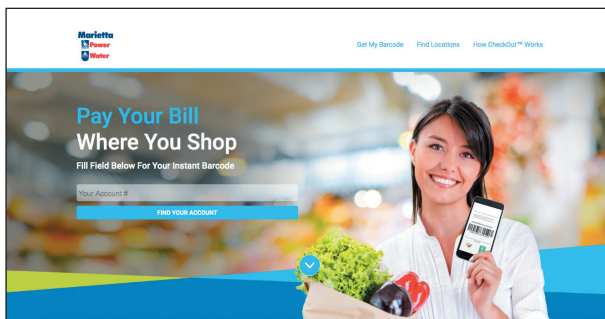 Marietta
Power
Water
Get My Barcode Find Locations How CheckOut™ Works
Pay Your Bill
Where You Shop
Fill Field Below For Your Instant Barcode
Your Account #
FIND YOUR ACCOUNT